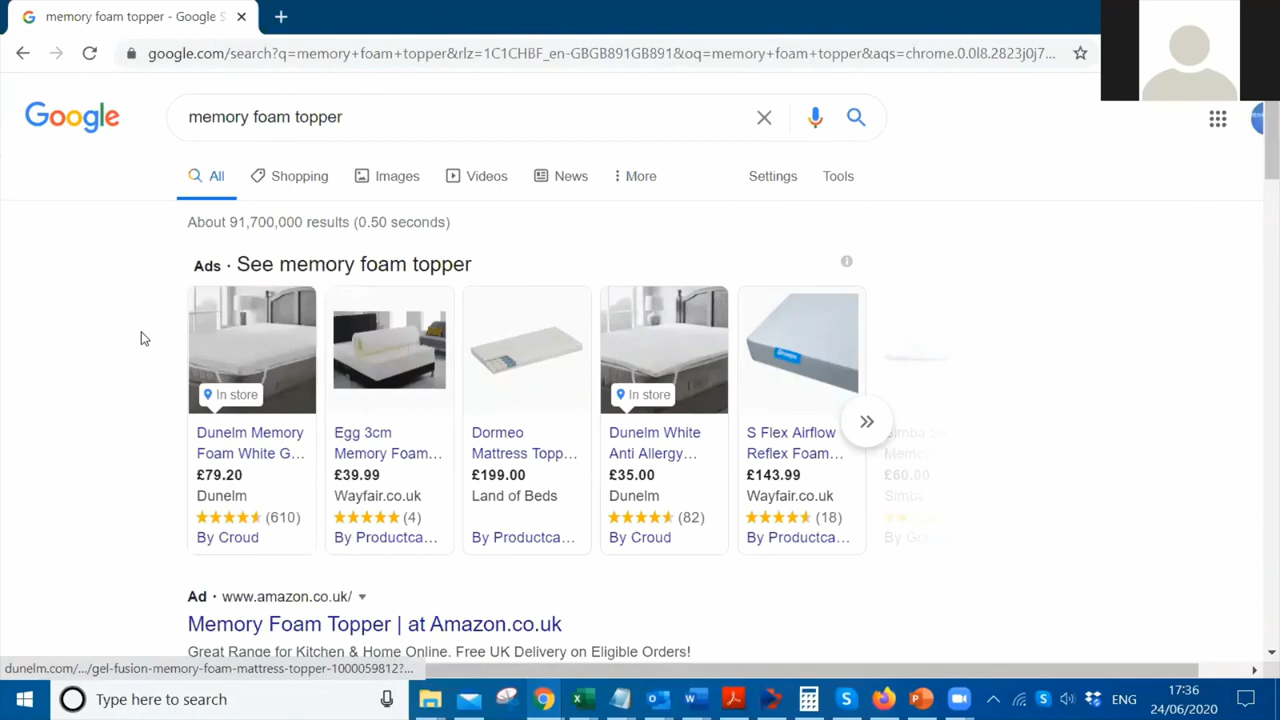 memory foam topper - Google S
google.com/search?q=memory+foam+topper&rlz=1C1CHBF_en-GBGB891GB891&oq=memory+foam+topper&aqs=chrome.0.0l8.2823j0j7...
Google
memory foam topper
All
Shopping
Images
Videos
News
More
Settings
Tools
About 91,700,000 results (0.50 seconds)
Ads · See memory foam topper
In store
Dunelm Memory
Foam White G...
£79.20
Dunelm
(610)
By Croud
Egg 3cm
Memory Foam...
£39.99
Wayfair.co.uk
(4)
By Productca...
Dormeo
Mattress Topp...
£199.00
Land of Beds
By Productca...
In store
Dunelm White
Anti Allergy...
£35.00
Dunelm
(82)
By Croud
S Flex Airflow
Reflex Foam...
£143.99
Wayfair.co.uk
(18)
By Productca...
£60.00
Simba
Ad · www.amazon.co.uk/
Memory Foam Topper | at Amazon.co.uk
Great Range for Kitchen & Home Online. Free UK Delivery on Eligible Orders!
dunelm.com/.../gel-fusion-memory-foam-mattress-topper-1000059812?...
Type here to search
ENG
17:36
24/06/2020